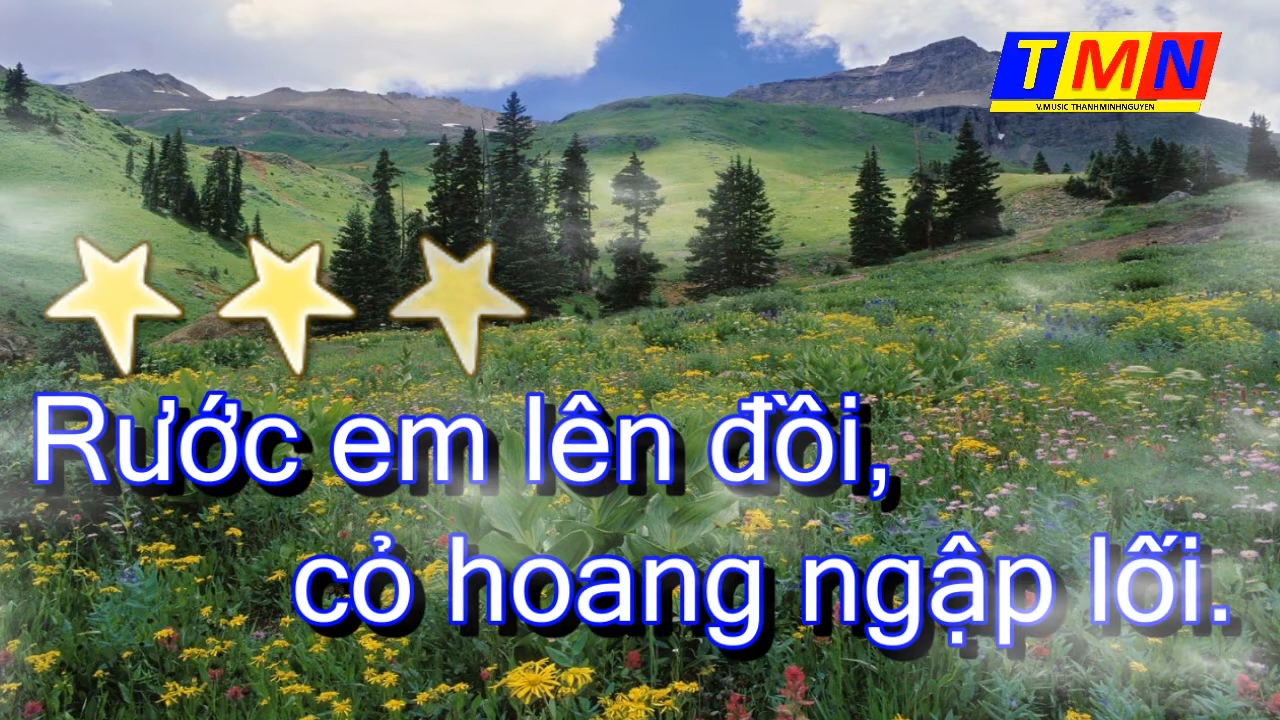 TMN
V.MUSIC THANHMINHNGUYEN
Rước em lên đồi,
cỏ hoang ngập lối.